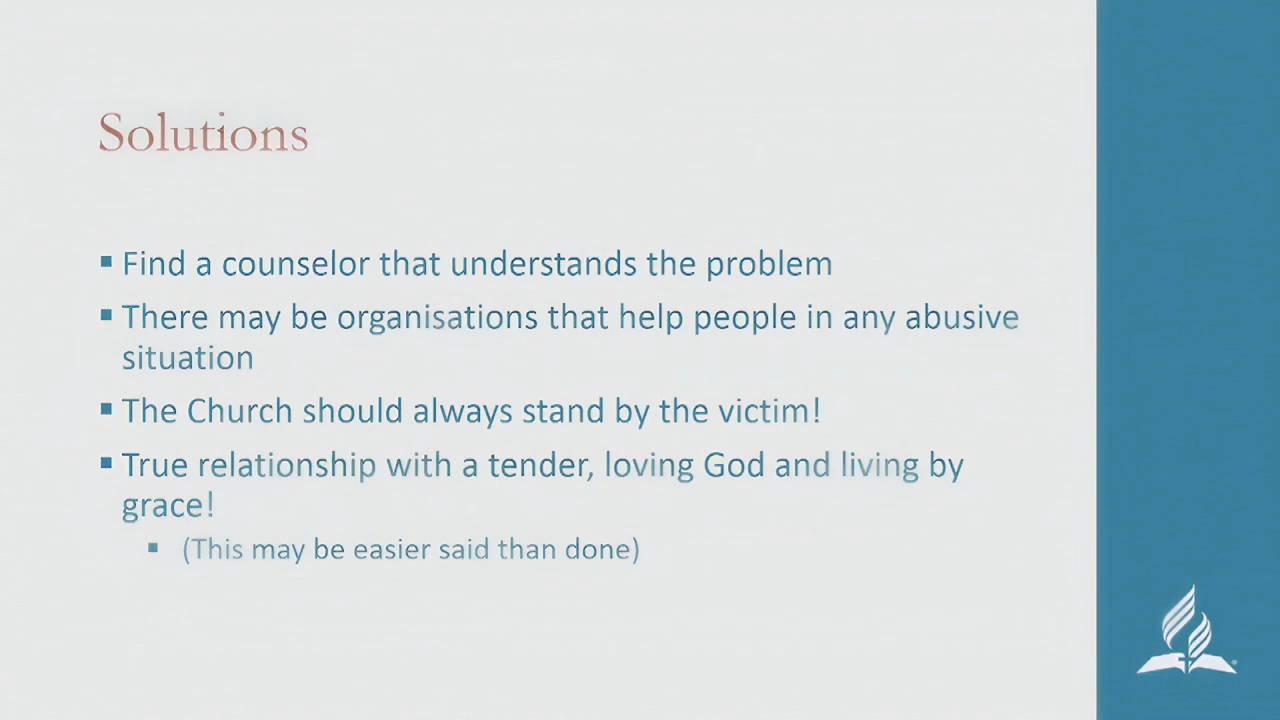 Solutions
▪ Find a counselor that understands the problem
▪ There may be organisations that help people in any abusive
situation
▪ The Church should always stand by the victim!
▪ True relationship with a tender, loving God and living by
grace!
▪ (This may be easier said than done)